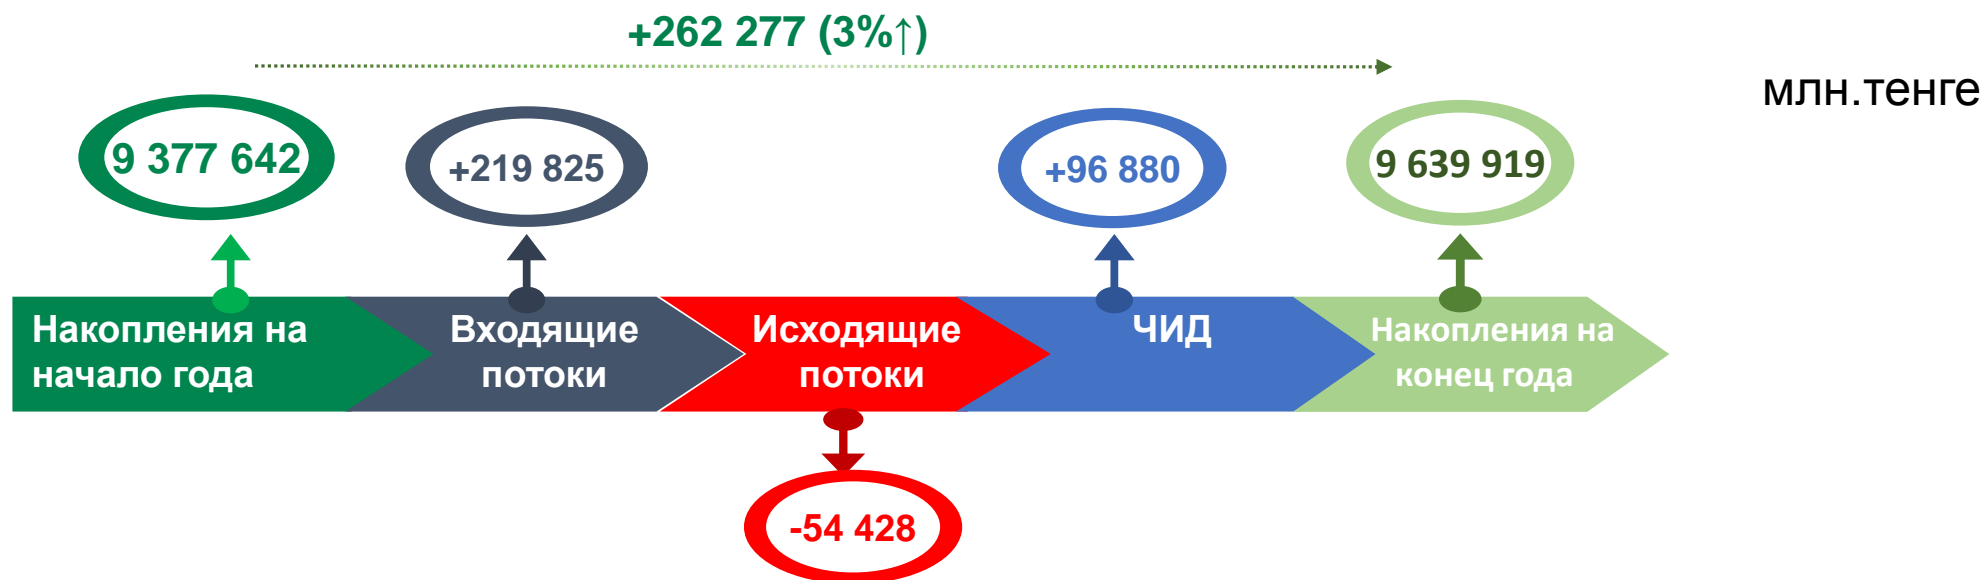 +262 277 (3%↑)
млн.тенге
9 377 642
+219 825
+96 880
9 639 919
Накопления на
начало года
Входящие
потоки
Исходящие
потоки
ЧИД
Накопления на
конец года
-54 428